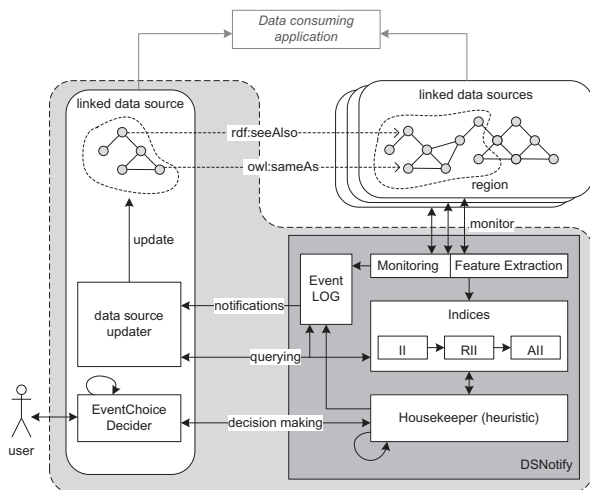 Data consuming
application
linked data source
linked data sources
rdf:seeAlso
owl:sameAs
region
update
monitor
Event
LOG
Monitoring
Feature Extraction
notifications
data source
updater
Indices
II
RII
AII
querying
EventChoice
Decider
decision making
Housekeeper (heuristic)
user
DSNotify